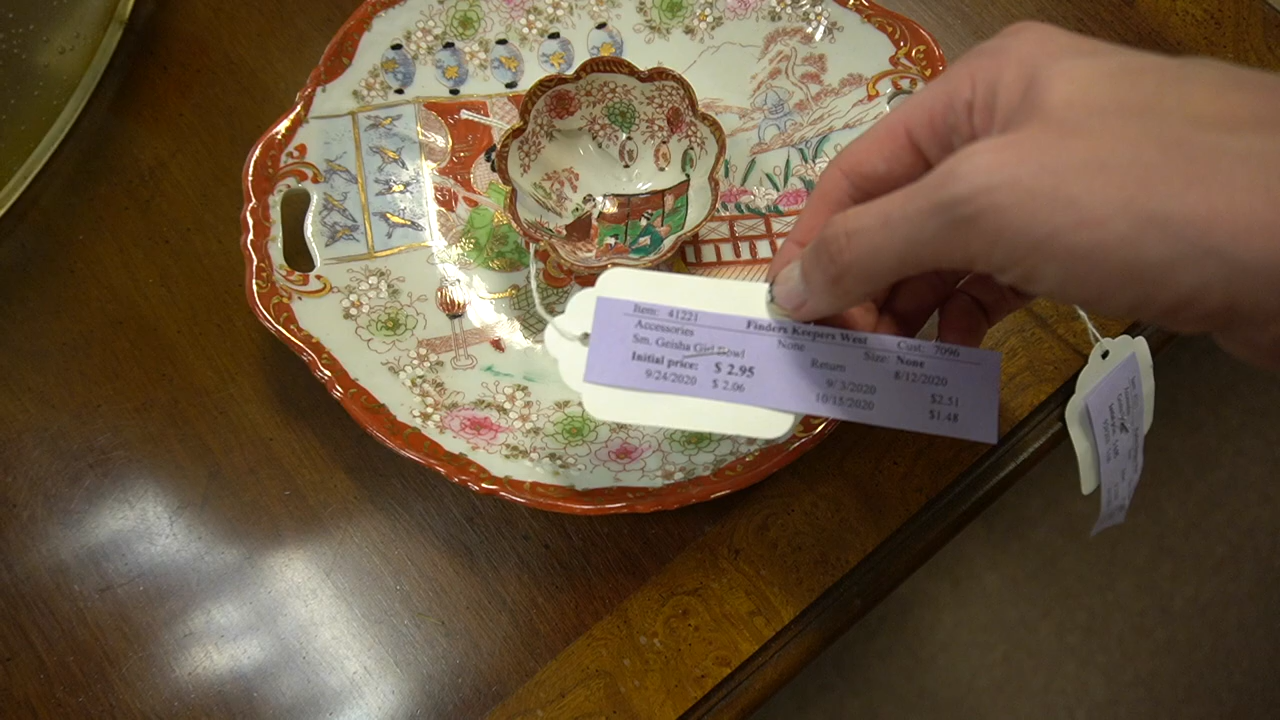 Item: 41221 Finders Keepers West Cust: 7096
Accessories None Size: None
Sm. Geisha Girl Bowl Return 8/12/2020
Initial price: $ 2.95 9/ 3/2020 $2.51
9/24/2020 $ 2.06 10/15/2020 $1.48